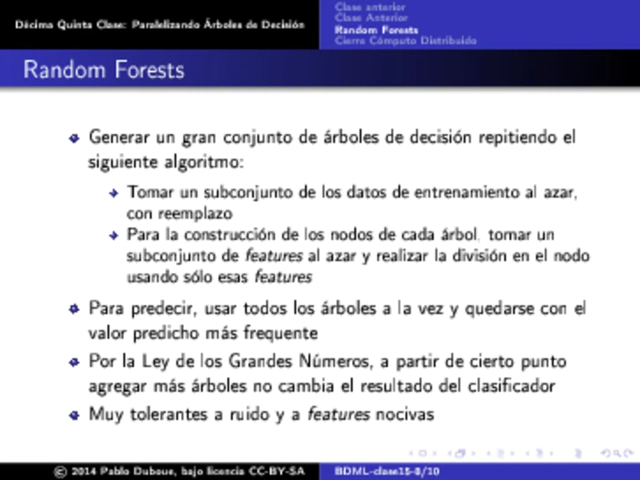 Décima Quinta Clase: Paralelizando Árboles de Decisión
Clase anterior
Clase Anterior
Random Forests
Cierre Cómputo Distribuido
Random Forests
Generar un gran conjunto de árboles de decisión repitiendo el
siguiente algoritmo:
Tomar un subconjunto de los datos de entrenamiento al azar,
con reemplazo
Para la construcción de los nodos de cada árbol, tomar un
subconjunto de features al azar y realizar la división en el nodo
usando sólo esas features
Para predecir, usar todos los árboles a la vez y quedarse con el
valor predicho más frequente
Por la Ley de los Grandes Números, a partir de cierto punto
agregar más árboles no cambia el resultado del clasificador
Muy tolerantes a ruido y a features nocivas
© 2014 Pablo Duboue, bajo licencia CC-BY-SA
BDML-clase15-8/10